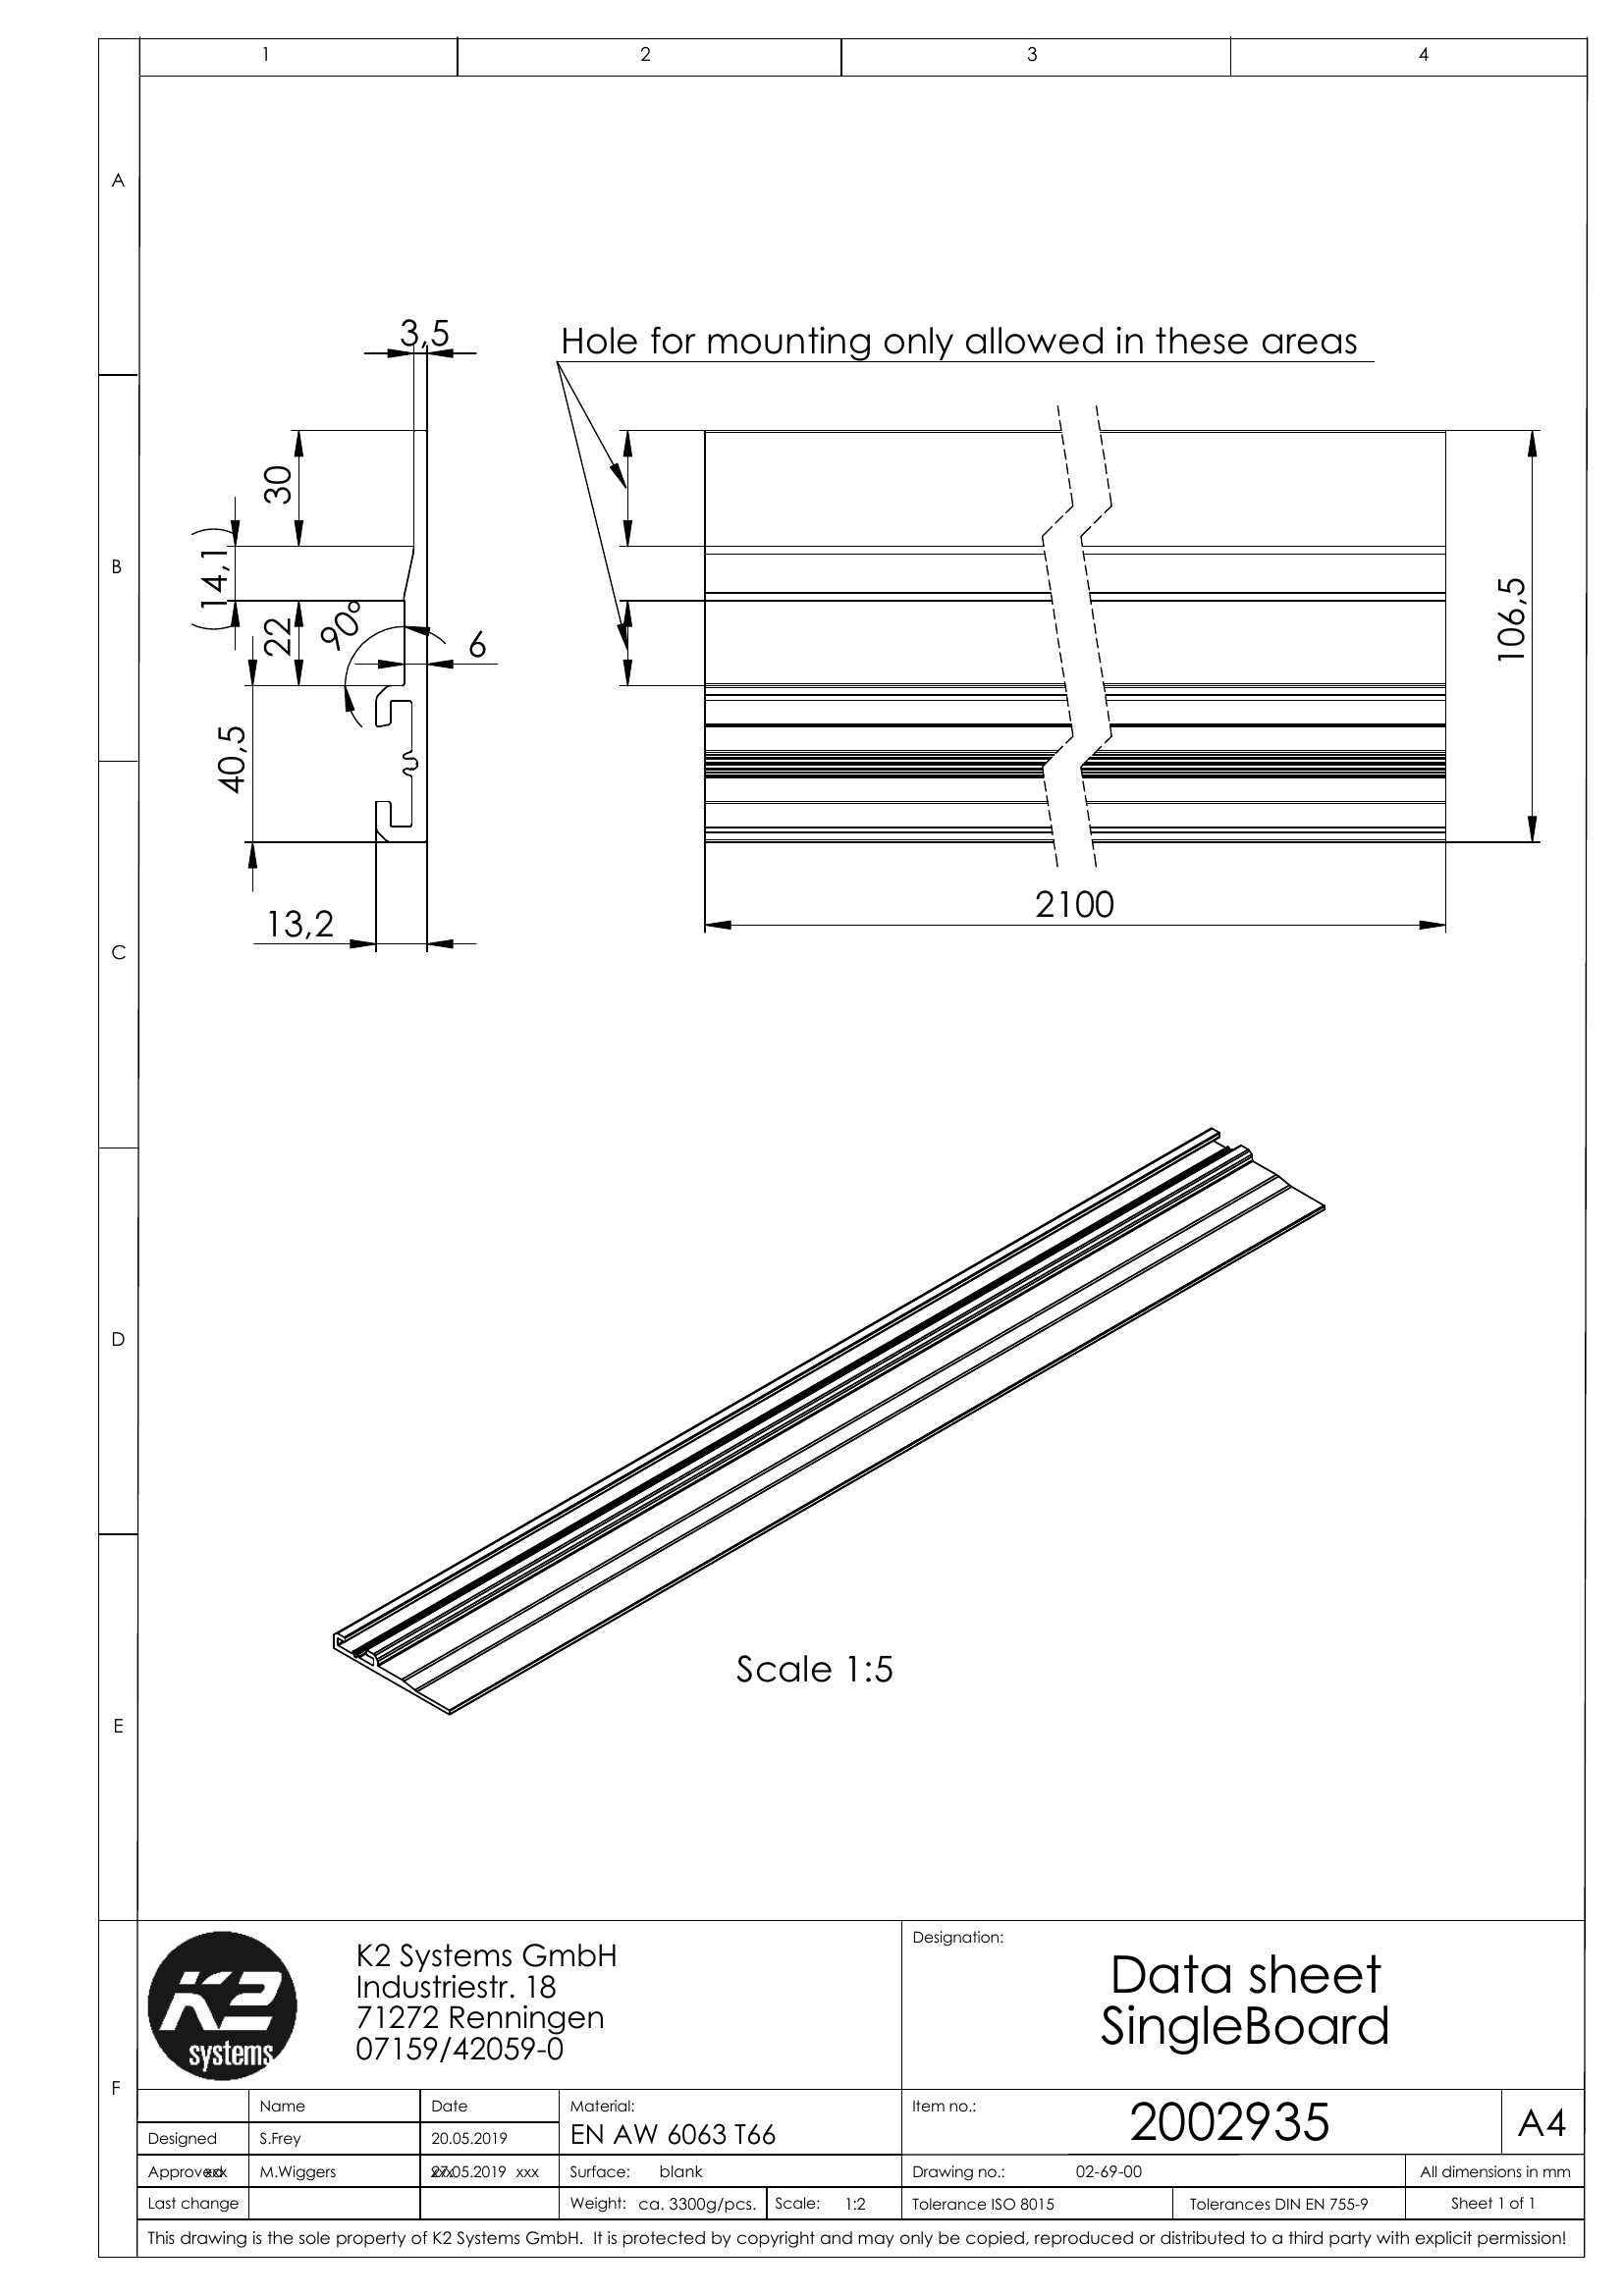 1 2 3 4
A
B
C
D
E
F
3,5
Hole for mounting only allowed in these areas
30
(14,1)
22
90°
6
40,5
13,2
106,5
2100
Scale 1:5
K2 systems
K2 Systems GmbH
Industriestr. 18
71272 Renningen
07159/42059-0
Designation:
Data sheet
SingleBoard
Name Date
Material:
EN AW 6063 T66
Item no.:
2002935
A4
Designed S.Frey 20.05.2019
Approved M.Wiggers 27.05.2019 xxx
Surface: blank
Drawing no.: 02-69-00
All dimensions in mm
Last change
Weight: ca. 3300g/pcs.
Scale: 1:2
Tolerance ISO 8015
Tolerances DIN EN 755-9
Sheet 1 of 1
This drawing is the sole property of K2 Systems GmbH. It is protected by copyright and may only be copied, reproduced or distributed to a third party with explicit permission!